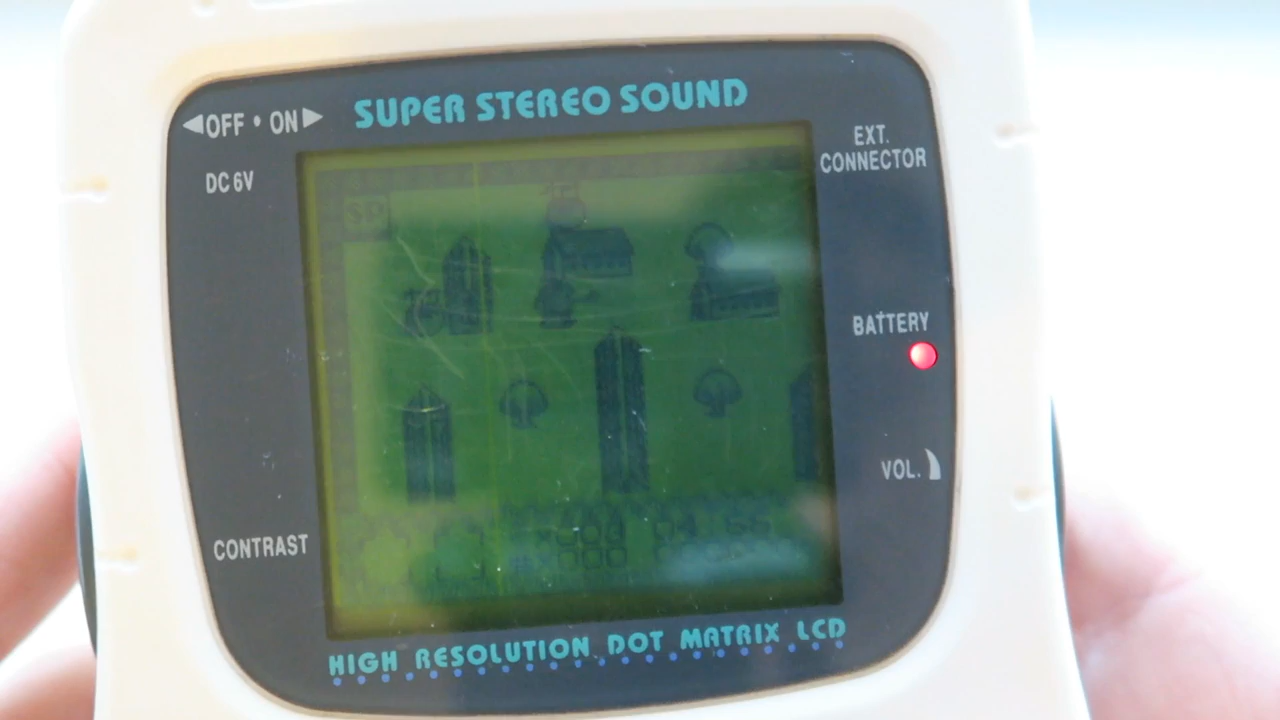 ◀OFF • ON▶
SUPER STEREO SOUND
DC 6V
EXT.
CONNECTOR
BATTERY
VOL.
CONTRAST
HIGH RESOLUTION DOT MATRIX LCD